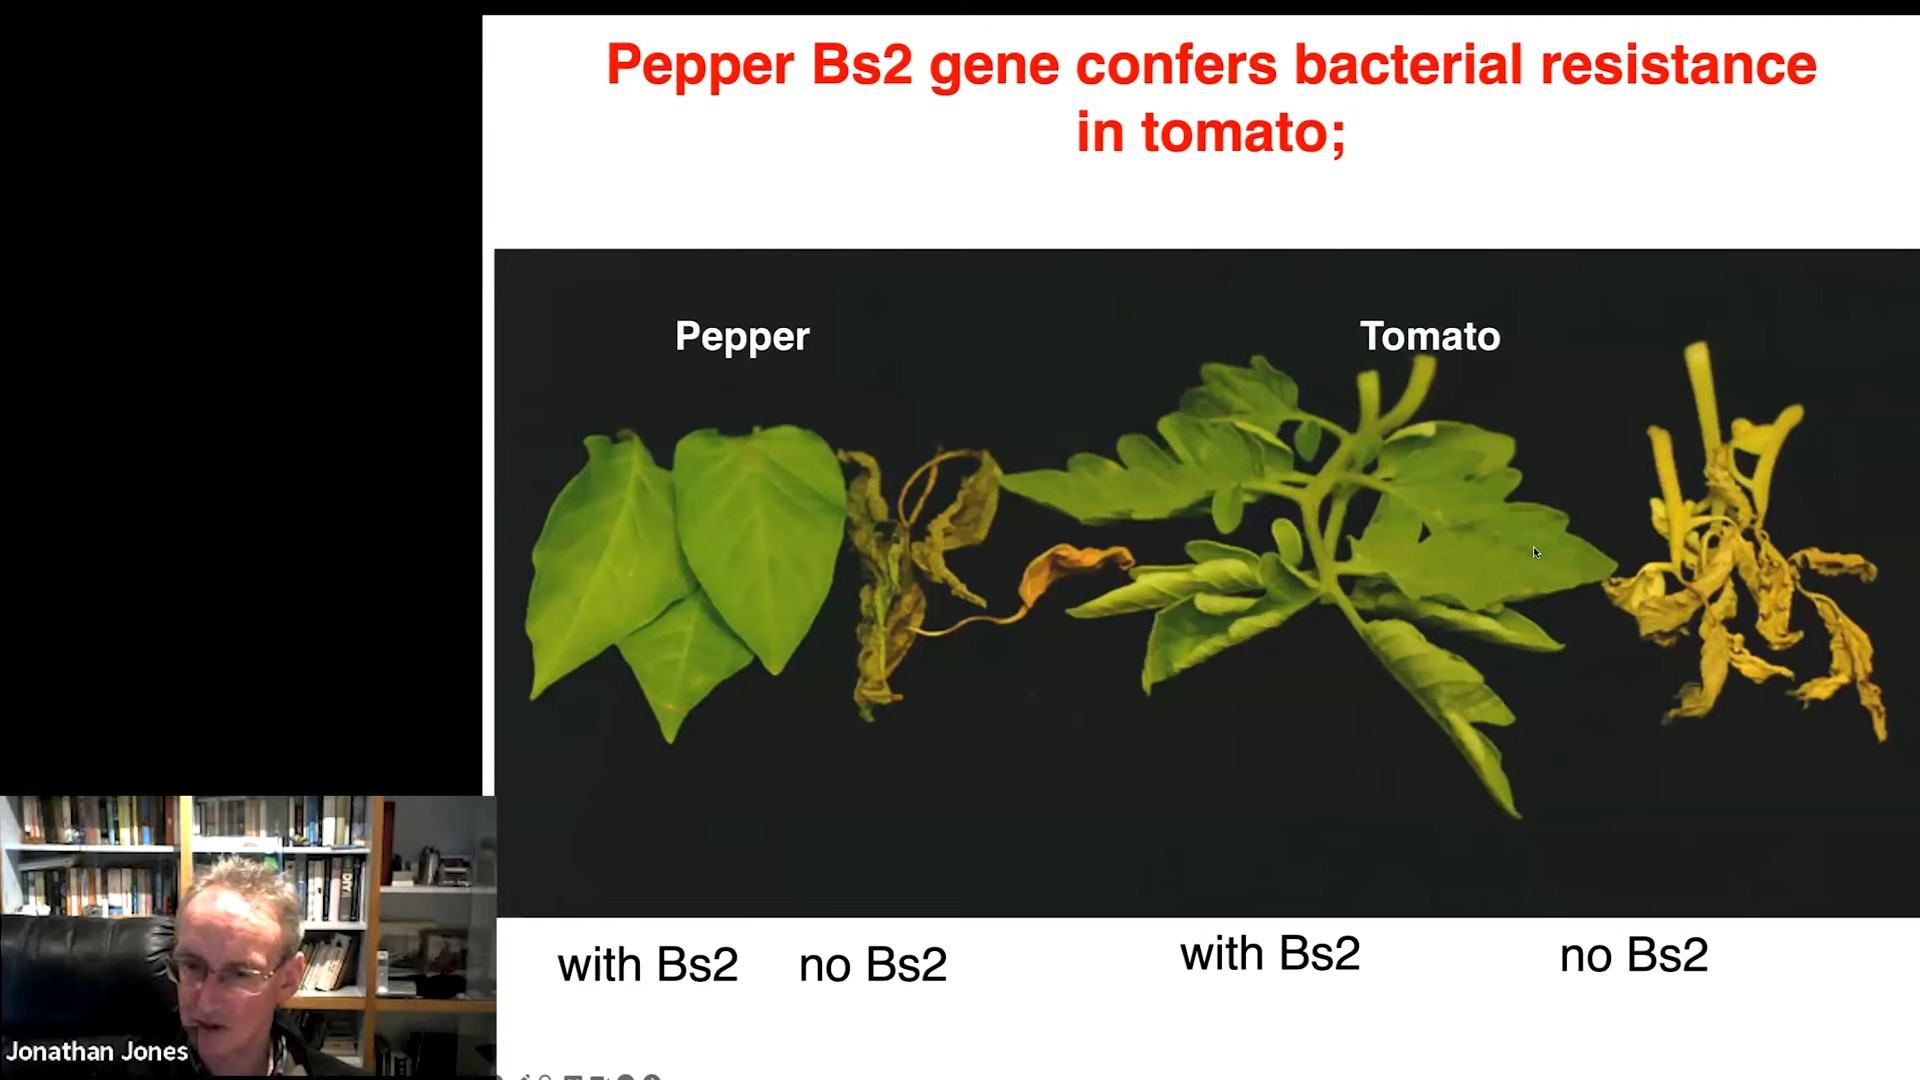 Pepper Bs2 gene confers bacterial resistance
in tomato;
Pepper
Tomato
with Bs2
no Bs2
with Bs2
no Bs2
Jonathan Jones